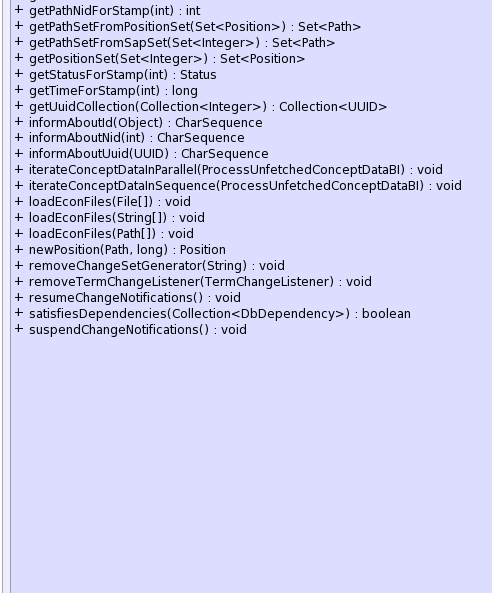 + getPathNidForStamp(int) : int
+ getPathSetFromPositionSet(Set<Position>) : Set<Path>
+ getPathSetFromSapSet(Set<Integer>) : Set<Path>
+ getPositionSet(Set<Integer>) : Set<Position>
+ getStatusForStamp(int) : Status
+ getTimeForStamp(int) : long
+ getUuidCollection(Collection<Integer>) : Collection<UUID>
+ informAboutId(Object) : CharSequence
+ informAboutNid(int) : CharSequence
+ informAboutUuid(UUID) : CharSequence
+ iterateConceptDataInParallel(ProcessUnfetchedConceptDataBI) : void
+ iterateConceptDataInSequence(ProcessUnfetchedConceptDataBI) : void
+ loadEconFiles(File[]) : void
+ loadEconFiles(String[]) : void
+ loadEconFiles(Path[]) : void
+ newPosition(Path, long) : Position
+ removeChangeSetGenerator(String) : void
+ removeTermChangeListener(TermChangeListener) : void
+ resumeChangeNotifications() : void
+ satisfiesDependencies(Collection<DbDependency>) : boolean
+ suspendChangeNotifications() : void